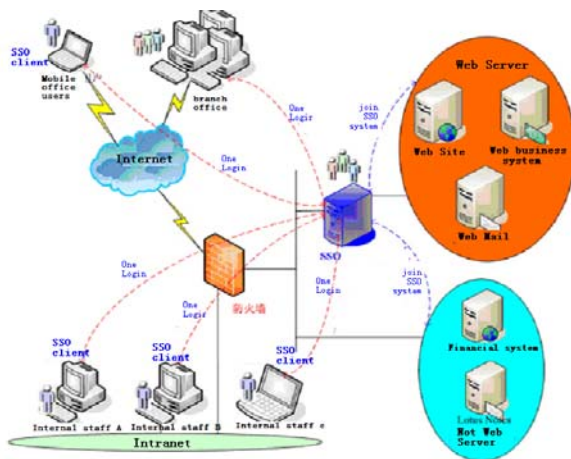 SSO
client
Mobile
office
users
branch
office
Internet
One
Login
One
Login
join
SSO
system
Web Server
Web Site
Web business
system
Web Mail
SSO
防火墙
One
Login
One
Login
One
Login
join
SSO
system
SSO
client
SSO
client
SSO
client
Financial system
Lotus Notes
Not Web
Server
Internal staff A
Internal staff B
Internal staff c
Intranet